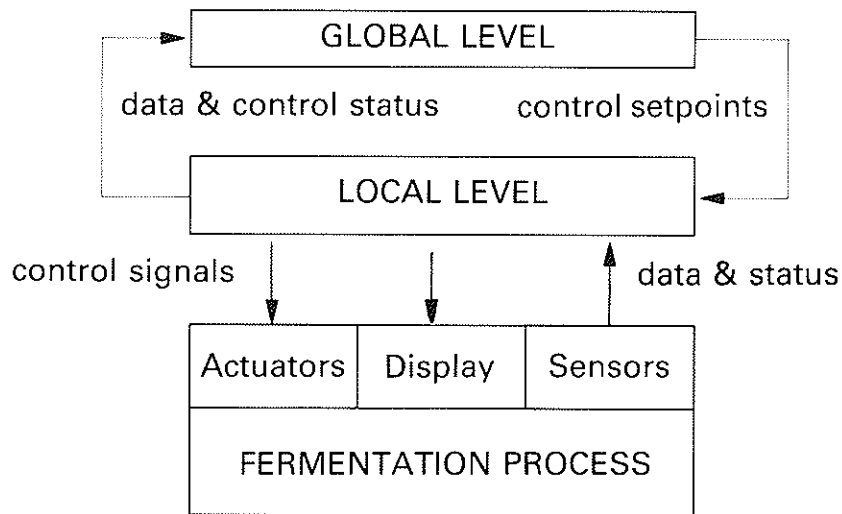 GLOBAL LEVEL
data & control status
control setpoints
LOCAL LEVEL
control signals
data & status
Actuators
Display
Sensors
FERMENTATION PROCESS